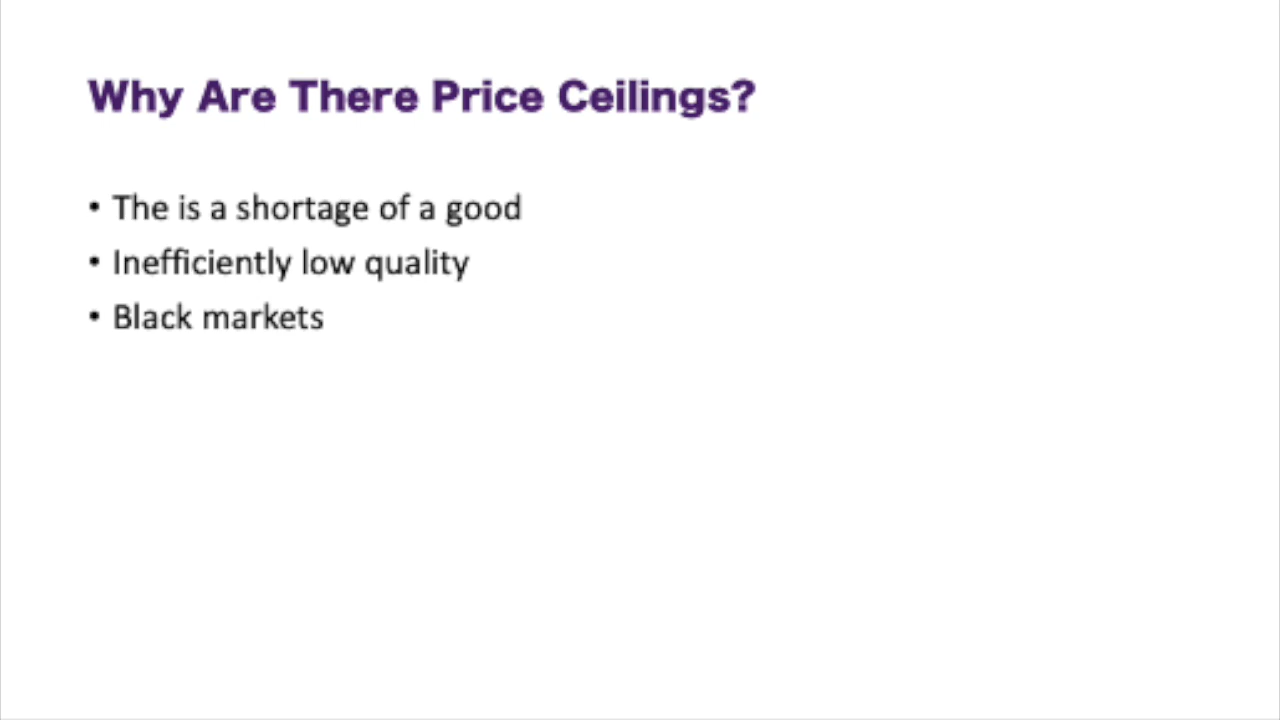 Why Are There Price Ceilings?
• The is a shortage of a good
• Inefficiently low quality
• Black markets